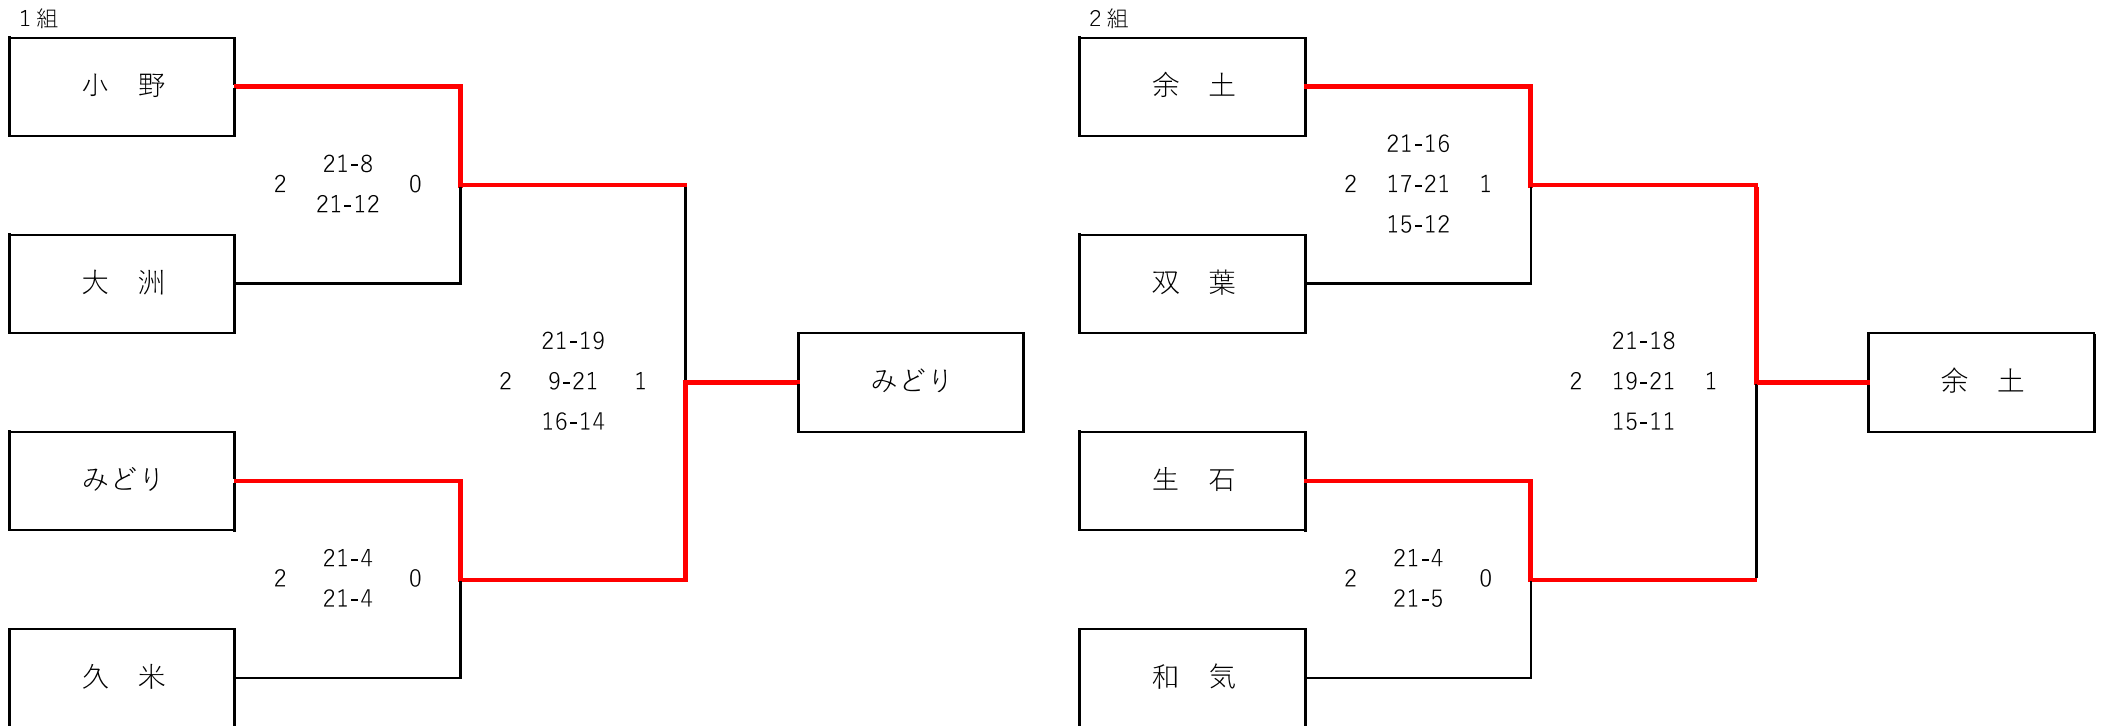 1組
小 野
2 21-8 0
21-12
大 洲
21-19
2 9-21 1
16-14
みどり
みどり
2 21-4 0
21-4
久 米
2組
余 土
21-16
2 17-21 1
15-12
双 葉
21-18
2 19-21 1
15-11
余 土
生 石
2 21-4 0
21-5
和 気